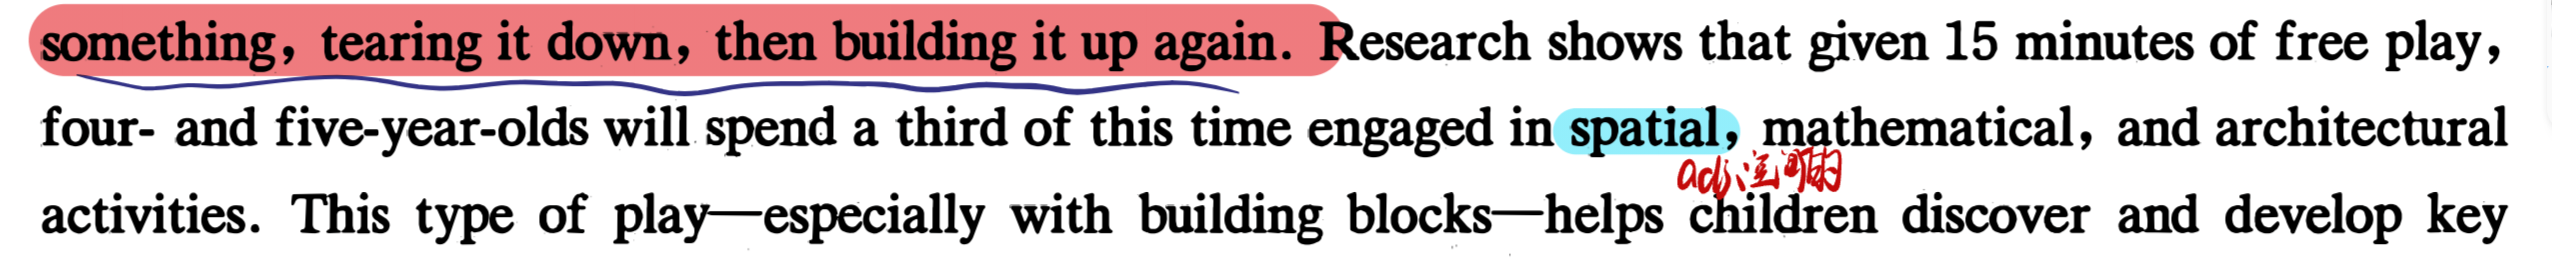 something, tearing it down, then building it up again. Research shows that given 15 minutes of free play,
four- and five-year-olds will spend a third of this time engaged in spatial, mathematical, and architectural
adj.空间的
activities. This type of play—especially with building blocks—helps children discover and develop key